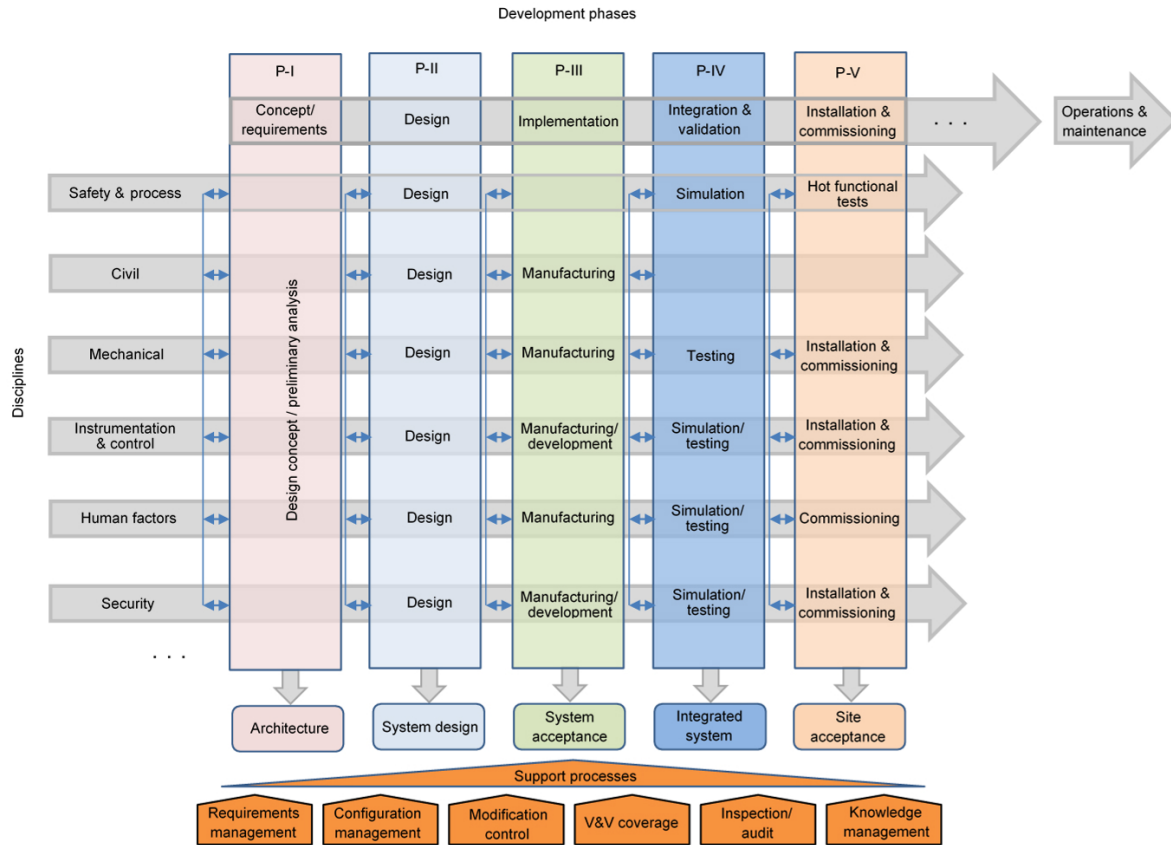 Development phases
P-I
P-II
P-III
P-IV
P-V
Concept/
requirements
Design
Implementation
Integration &
validation
Installation &
commissioning
. . .
Operations &
maintenance
Disciplines
Design concept / preliminary analysis
Safety & process
Design
Simulation
Hot functional
tests
Civil
Design
Manufacturing
Mechanical
Design
Manufacturing
Testing
Installation &
commissioning
Instrumentation
& control
Design
Manufacturing/
development
Simulation/
testing
Installation &
commissioning
Human factors
Design
Manufacturing
Simulation/
testing
Commissioning
Security
Design
Manufacturing/
development
Simulation/
testing
Installation &
commissioning
. . .
Architecture
System design
System
acceptance
Integrated
system
Site
acceptance
Support processes
Requirements
management
Configuration
management
Modification
control
V&V coverage
Inspection/
audit
Knowledge
management